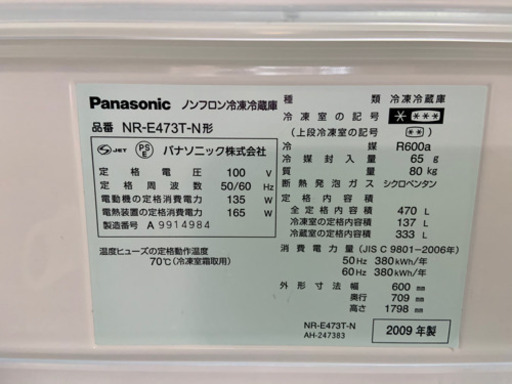 Panasonic ノンフロン冷凍冷蔵庫
品番 NR-E473T-N形
S JET PS E パナソニック株式会社
定格電圧 100 V
定格周波数 50/60 Hz
電動機の定格消費電力 135 W
電熱装置の定格消費電力 165 W
製造番号 A 9914984
温度ヒューズの定格動作温度
70℃(冷凍室霜取用)
種類 冷凍冷蔵庫
冷凍室の記号
(上段冷凍室の記号)
冷媒 R600a
冷媒封入量 65 g
質量 80 kg
断熱発泡ガス シクロペンタン
定格内容積
全定格内容積 470 L
冷凍室の定格内容積 137 L
冷蔵室の定格内容積 333 L
消費電力量(JIS C 9801-2006年)
50Hz 380kWh/年
60Hz 380kWh/年
外形寸法 幅 600 mm
奥行 709 mm
高さ 1798 mm
NR-E473T-N
AH-247383
2009 年製